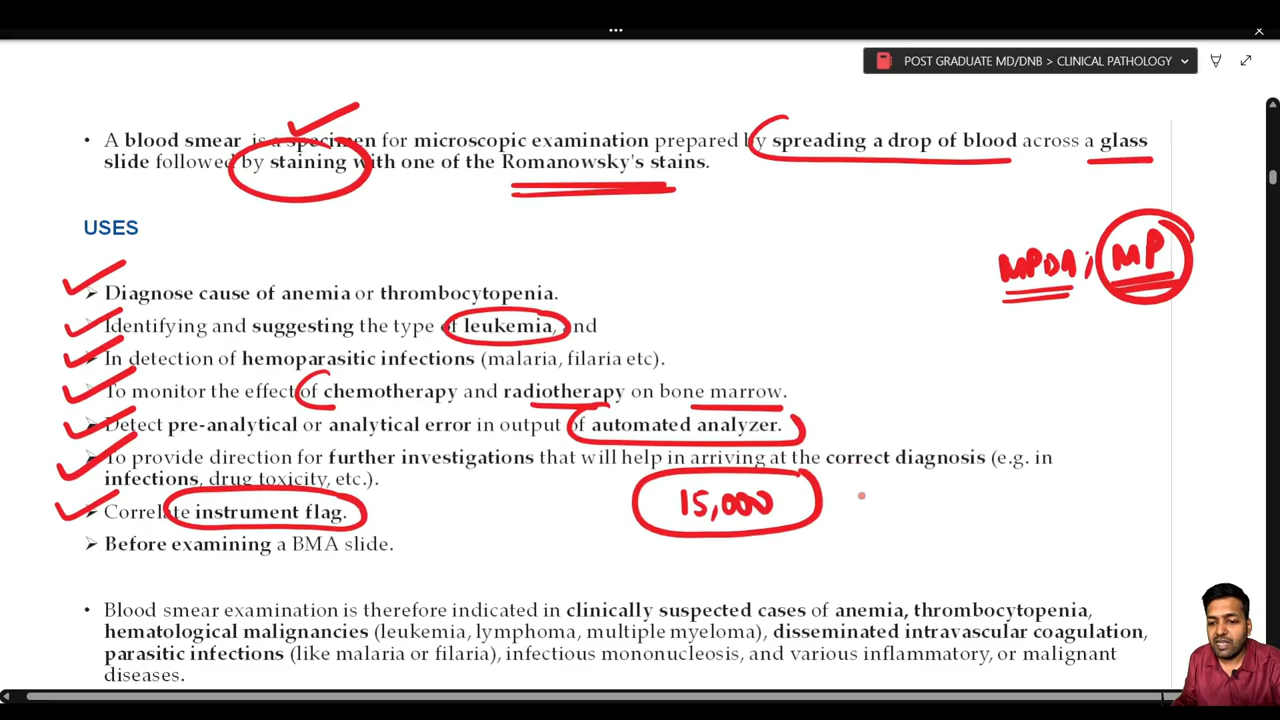 POST GRADUATE MD/DNB > CLINICAL PATHOLOGY
• A blood smear is a specimen for microscopic examination prepared by spreading a drop of blood across a glass
slide followed by staining with one of the Romanowsky's stains.
USES
MPDA; MP
➢ Diagnose cause of anemia or thrombocytopenia.
➢ Identifying and suggesting the type of leukemia, and
➢ In detection of hemoparasitic infections (malaria, filaria etc).
➢ To monitor the effect of chemotherapy and radiotherapy on bone marrow.
➢ Detect pre-analytical or analytical error in output of automated analyzer.
➢ To provide direction for further investigations that will help in arriving at the correct diagnosis (e.g. in
infections, drug toxicity, etc.).
15,000
➢ Correlate instrument flag.
➢ Before examining a BMA slide.
• Blood smear examination is therefore indicated in clinically suspected cases of anemia, thrombocytopenia,
hematological malignancies (leukemia, lymphoma, multiple myeloma), disseminated intravascular coagulation,
parasitic infections (like malaria or filaria), infectious mononucleosis, and various inflammatory, or malignant
diseases.